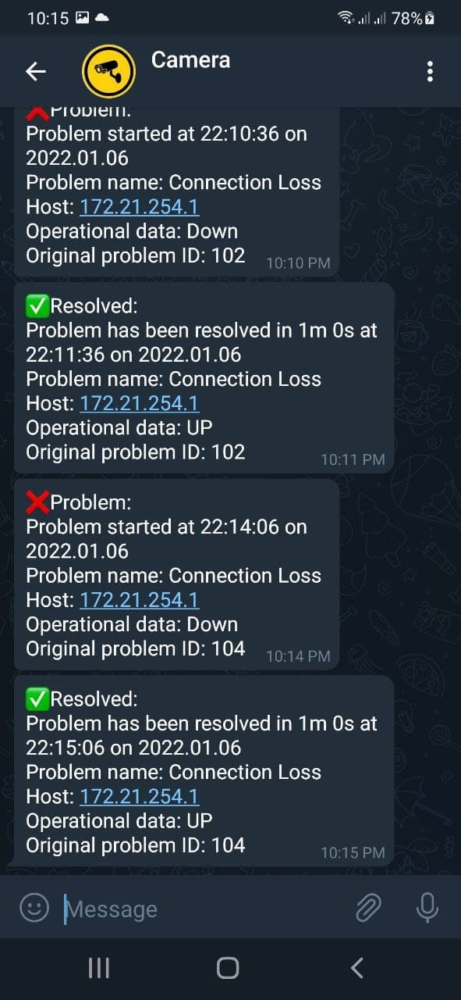 10:15
78%
Camera
Problem:
Problem started at 22:10:36 on
2022.01.06
Problem name: Connection Loss
Host: 172.21.254.1
Operational data: Down
Original problem ID: 102
10:10 PM
Resolved:
Problem has been resolved in 1m 0s at
22:11:36 on 2022.01.06
Problem name: Connection Loss
Host: 172.21.254.1
Operational data: UP
Original problem ID: 102
10:11 PM
Problem:
Problem started at 22:14:06 on
2022.01.06
Problem name: Connection Loss
Host: 172.21.254.1
Operational data: Down
Original problem ID: 104
10:14 PM
Resolved:
Problem has been resolved in 1m 0s at
22:15:06 on 2022.01.06
Problem name: Connection Loss
Host: 172.21.254.1
Operational data: UP
Original problem ID: 104
10:15 PM
Message